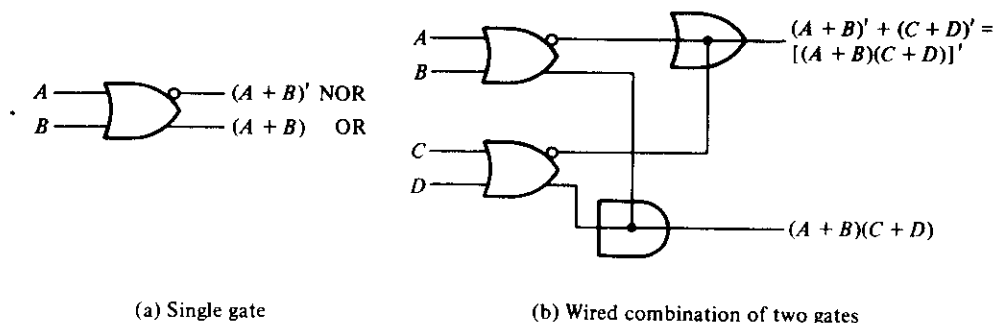 A
B
(A + B)′ NOR
(A + B) OR
A
B
C
D
(A + B)′ + (C + D)′ =
[(A + B)(C + D)]′
(A + B)(C + D)
(a) Single gate
(b) Wired combination of two gates